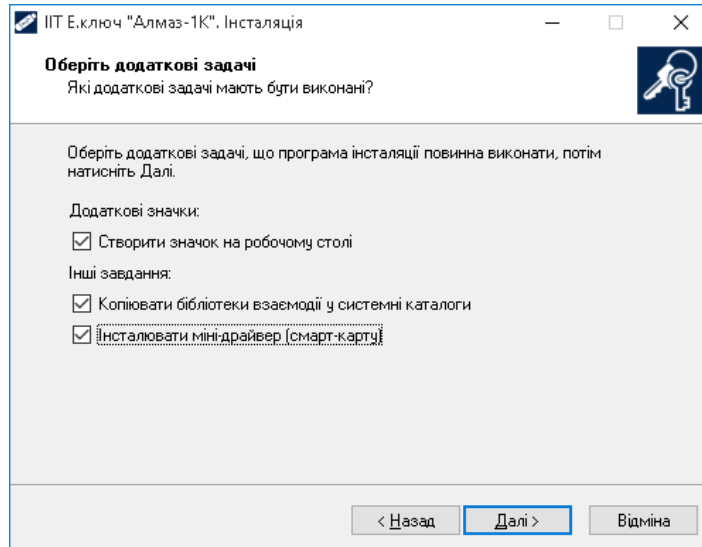 ІІТ Е.ключ "Алмаз-1К". Інсталяція
Оберіть додаткові задачі
Які додаткові задачі мають бути виконані?
Оберіть додаткові задачі, що програма інсталяції повинна виконати, потім
натисніть Далі.
Додаткові значки:
Створити значок на робочому столі
Інші завдання:
Копіювати бібліотеки взаємодії у системні каталоги
Інсталювати міні-драйвер (смарт-карту)
< Назад
Далі >
Відміна